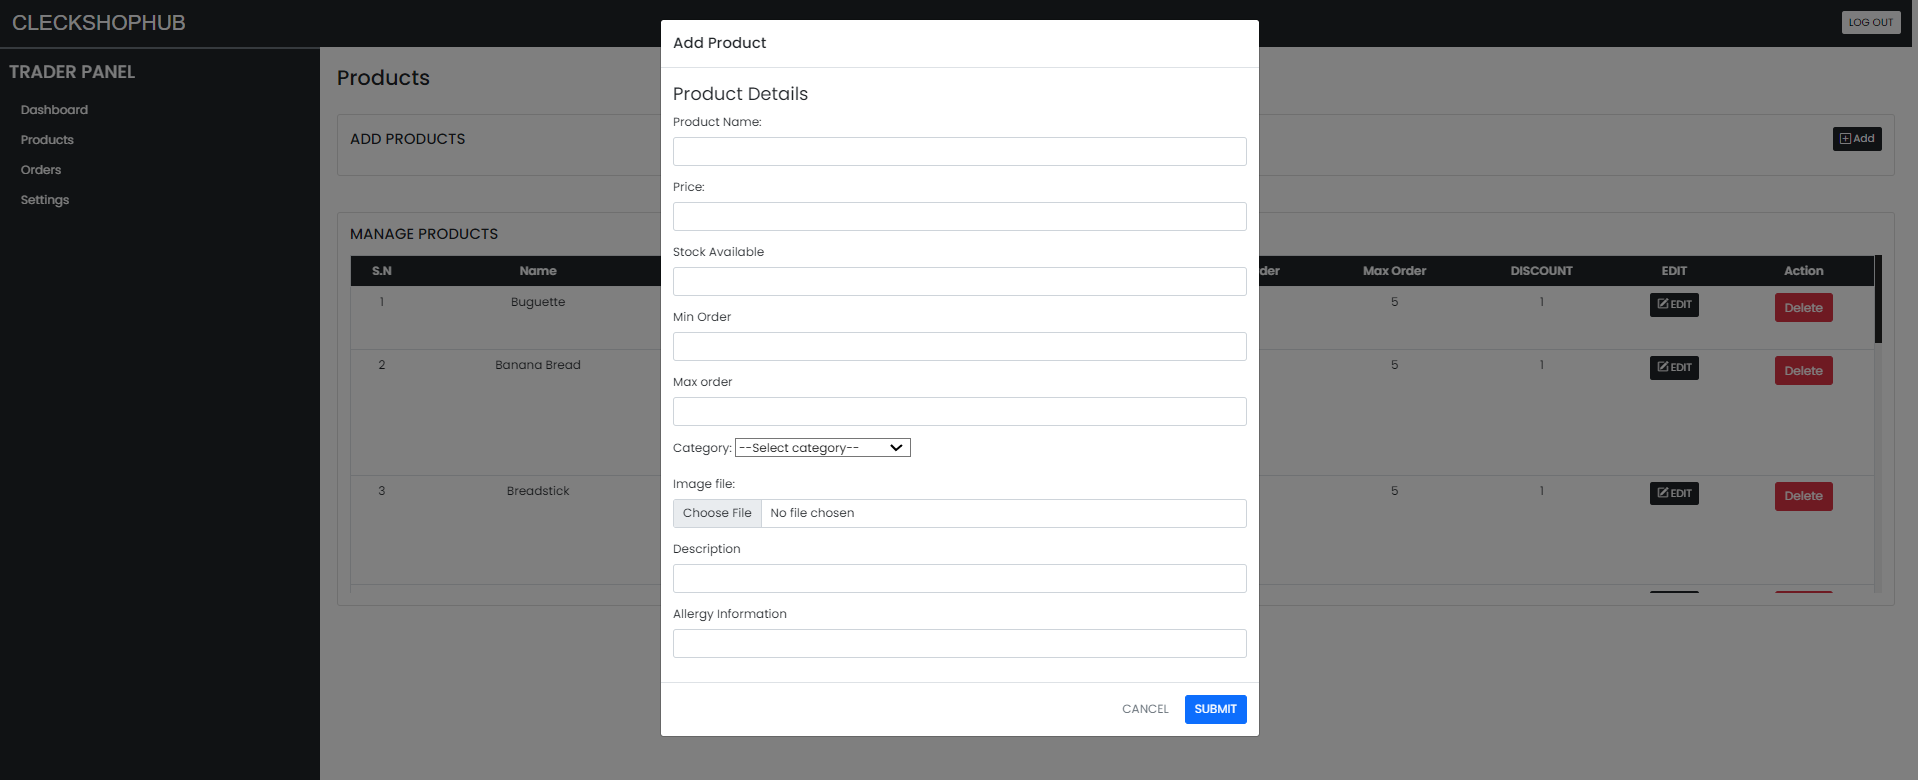 CLECKSHOPHUB
LOG OUT
TRADER PANEL
Dashboard
Products
Orders
Settings
Products
ADD PRODUCTS
Add
MANAGE PRODUCTS
S.N Name Max Order DISCOUNT EDIT Action
1 Buguette 5 1 EDIT Delete
2 Banana Bread 5 1 EDIT Delete
3 Breadstick 5 1 EDIT Delete
Add Product
Product Details
Product Name:
Price:
Stock Available
Min Order
Max order
Category: --Select category--
Image file:
Choose File No file chosen
Description
Allergy Information
CANCEL SUBMIT